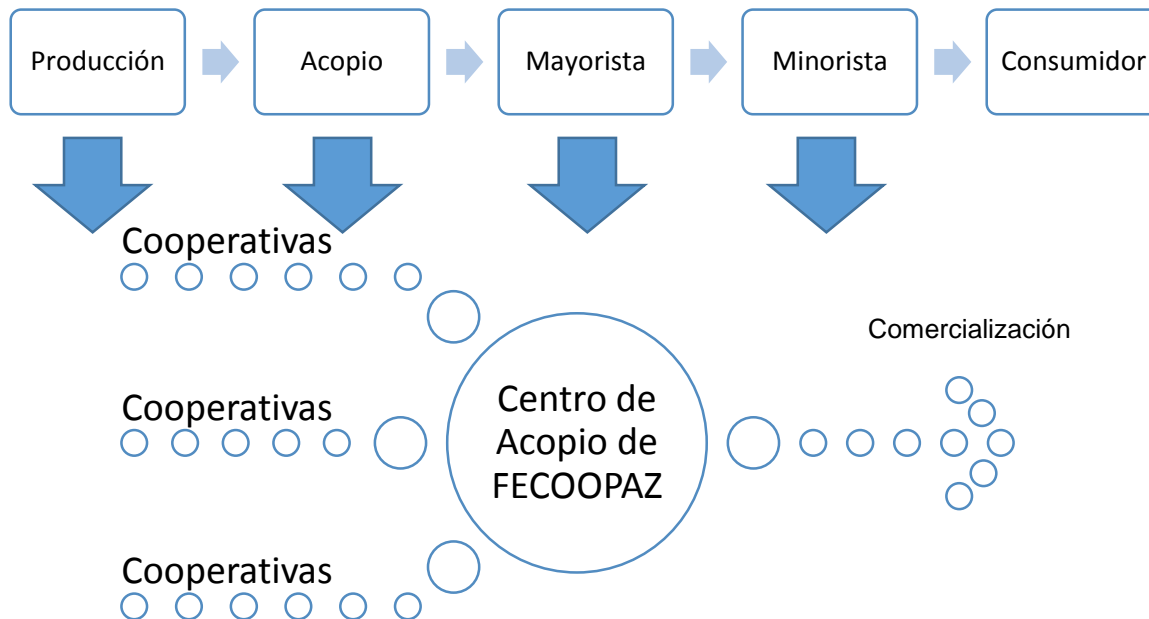 Producción
Acopio
Mayorista
Minorista
Consumidor
Cooperativas
Comercialización
Cooperativas
Centro de
Acopio de
FECOOPAZ
Cooperativas